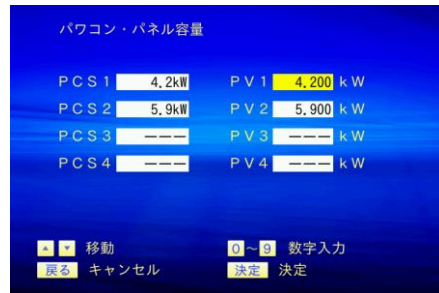 パワコン・パネル容量
PCS1 4.2kW PV1 4.200 kW
PCS2 5.9kW PV2 5.900 kW
PCS3 --- PV3 --- kW
PCS4 --- PV4 --- kW
▲ ▼ 移動 0～9 数字入力
戻る キャンセル 決定 決定